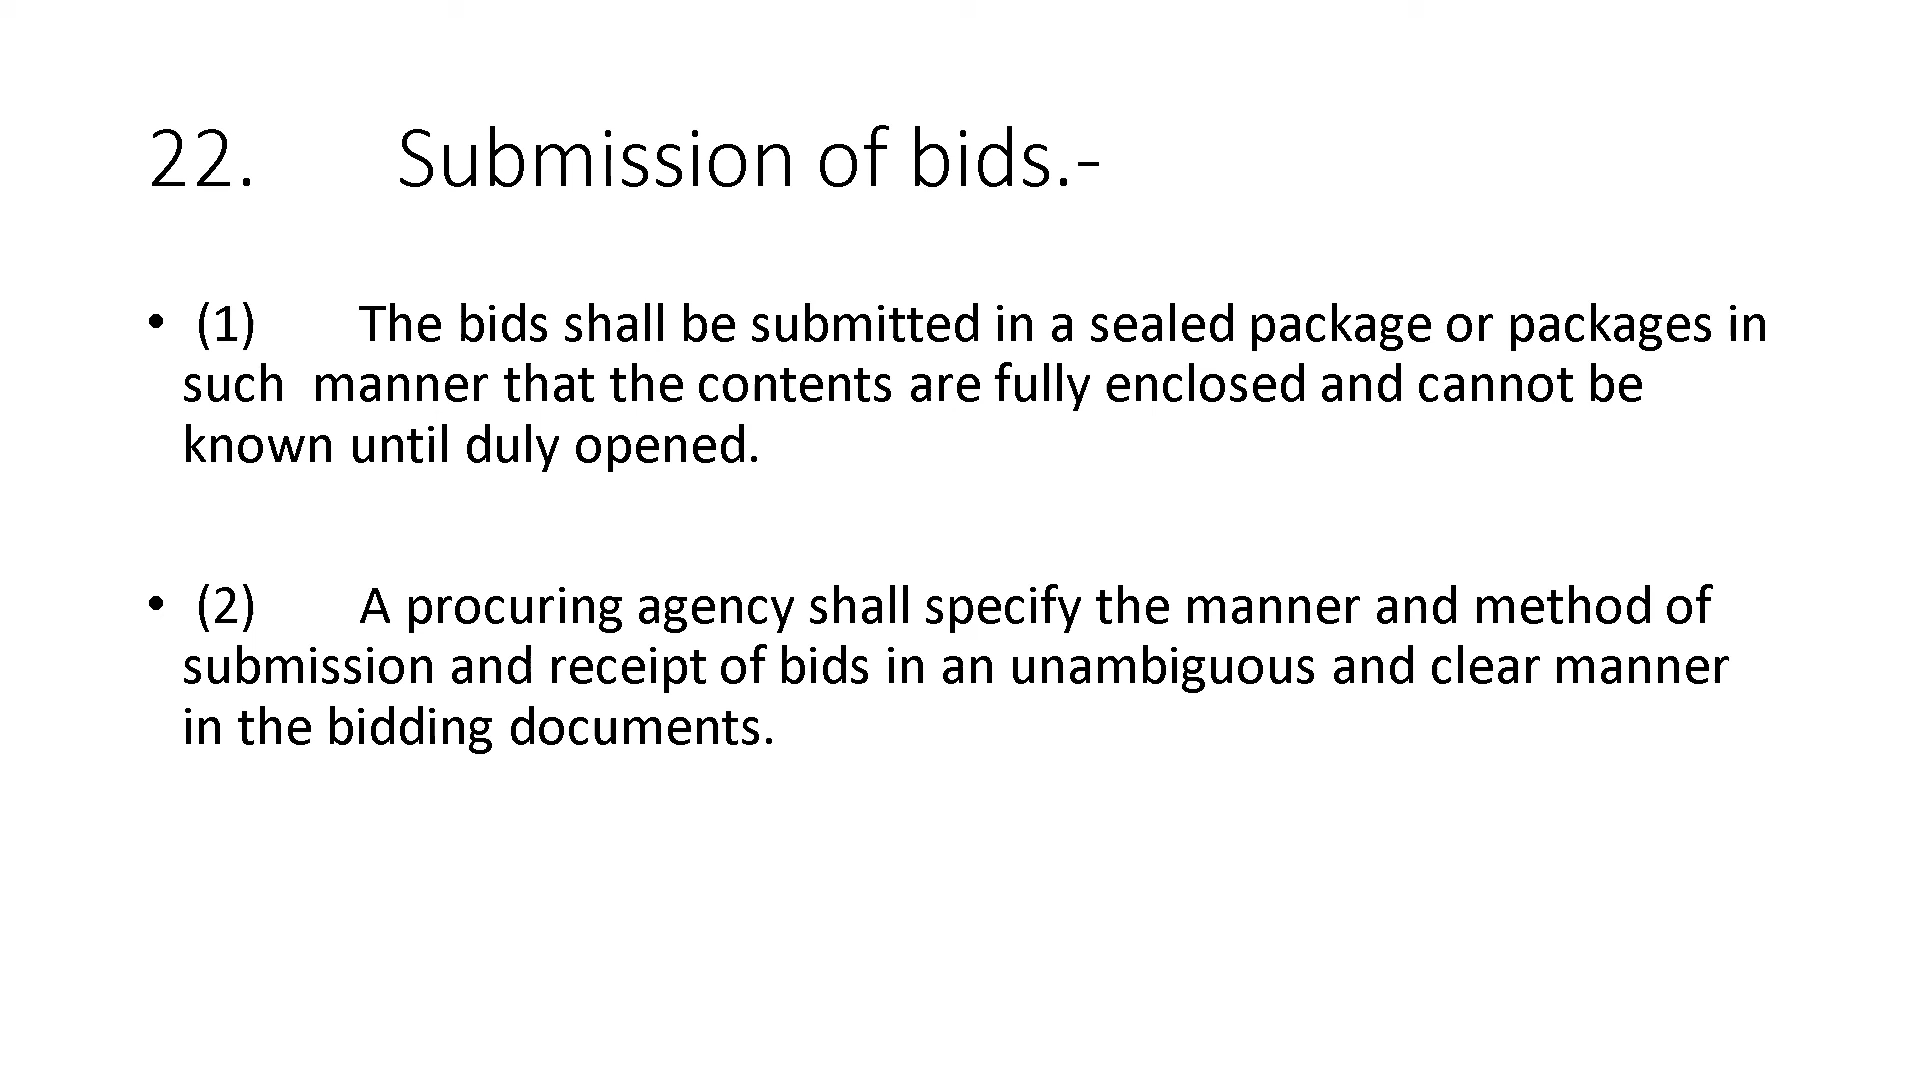 22. Submission of bids.-
• (1) The bids shall be submitted in a sealed package or packages in
such manner that the contents are fully enclosed and cannot be
known until duly opened.
• (2) A procuring agency shall specify the manner and method of
submission and receipt of bids in an unambiguous and clear manner
in the bidding documents.